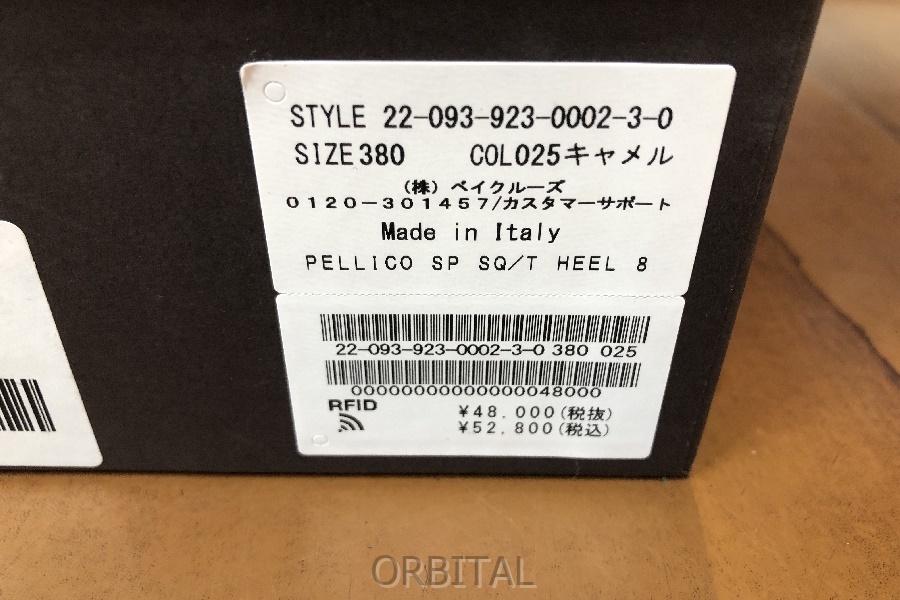 STYLE 22-093-923-0002-3-0
SIZE380 COL025キャメル
(株) ベイクルーズ
0120-301457/カスタマーサポート
Made in Italy
PELLICO SP SQ/T HEEL 8
22-093-923-0002-3-0 380 025
0000000000000000048000
RFID
¥48,000(税抜)
¥52,800(税込)
ORBITAL